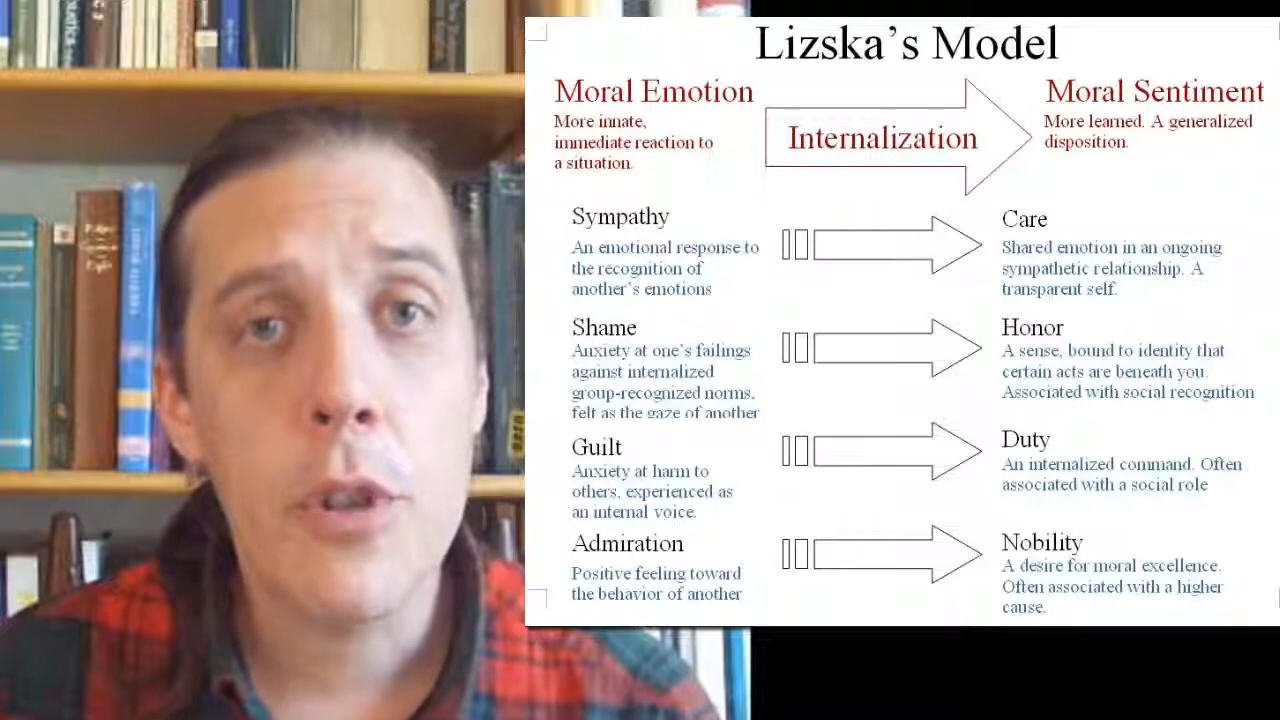 Lizska's Model
Moral Emotion
More innate,
immediate reaction to
a situation.
Internalization
Moral Sentiment
More learned. A generalized
disposition.
Sympathy
An emotional response to
the recognition of
another's emotions
Care
Shared emotion in an ongoing
sympathetic relationship. A
transparent self.
Shame
Anxiety at one's failings
against internalized
group-recognized norms,
felt as the gaze of another
Honor
A sense, bound to identity that
certain acts are beneath you.
Associated with social recognition
Guilt
Anxiety at harm to
others, experienced as
an internal voice.
Duty
An internalized command. Often
associated with a social role
Admiration
Positive feeling toward
the behavior of another
Nobility
A desire for moral excellence.
Often associated with a higher
cause.